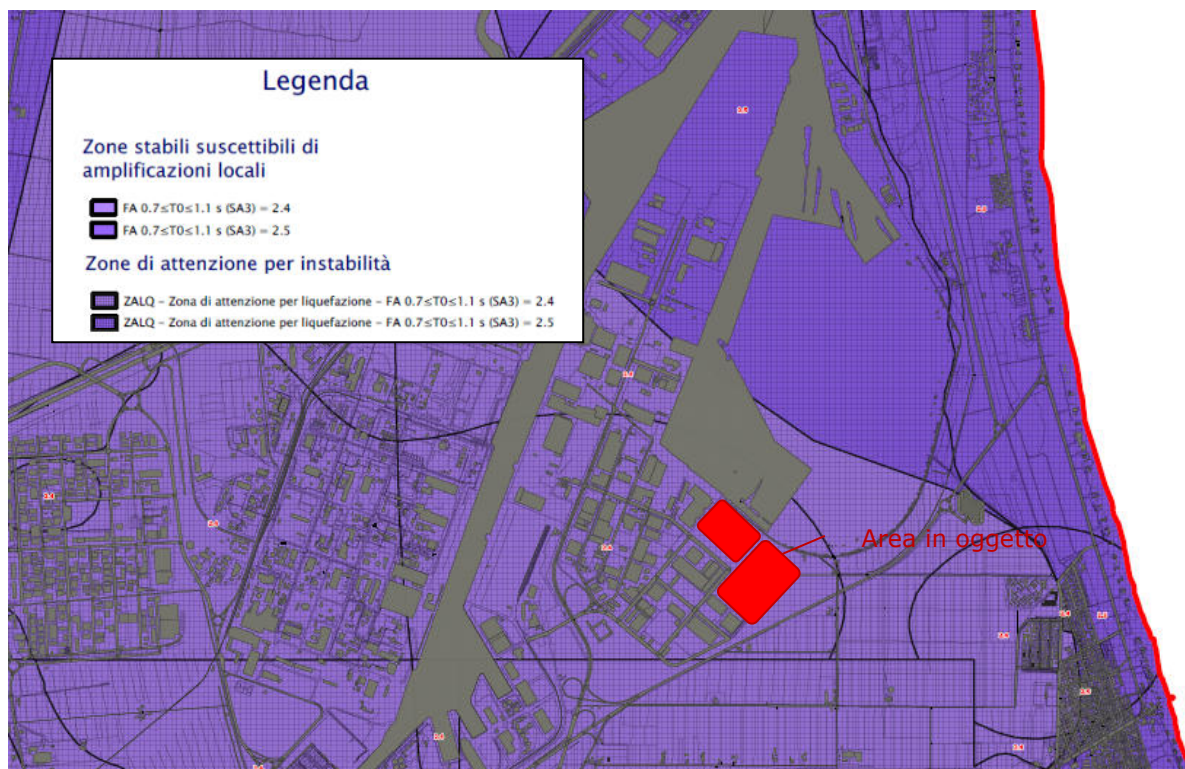 Legenda
Zone stabili suscettibili di
amplificazioni locali
FA 0.7≤T0≤1.1 s (SA3) = 2.4
FA 0.7≤T0≤1.1 s (SA3) = 2.5
Zone di attenzione per instabilità
ZALQ – Zona di attenzione per liquefazione – FA 0.7≤T0≤1.1 s (SA3) = 2.4
ZALQ – Zona di attenzione per liquefazione – FA 0.7≤T0≤1.1 s (SA3) = 2.5
Area in oggetto